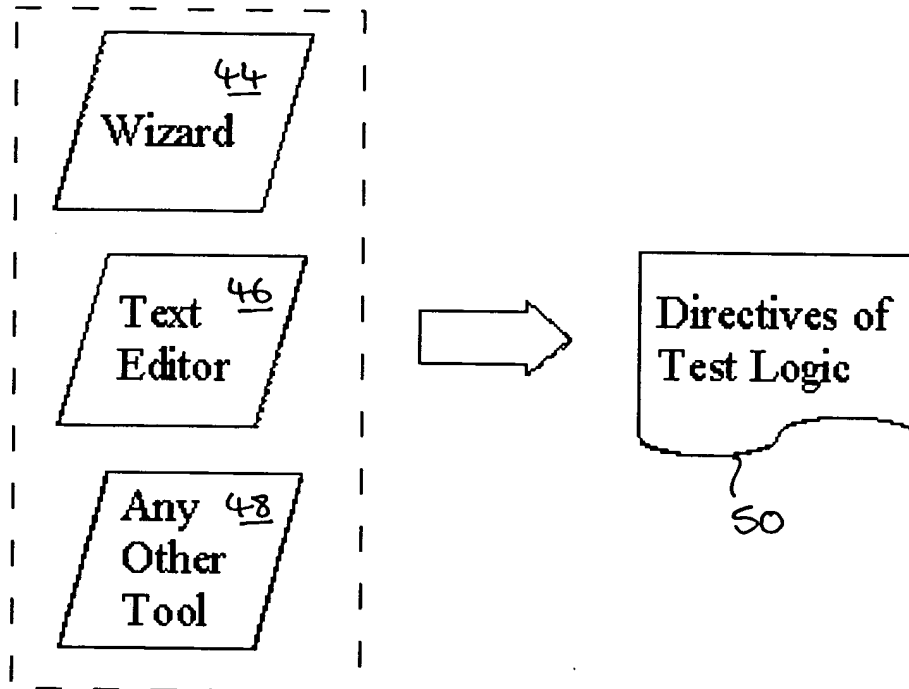 44
Wizard
46
Text
Editor
Any 48
Other
Tool
Directives of
Test Logic
50